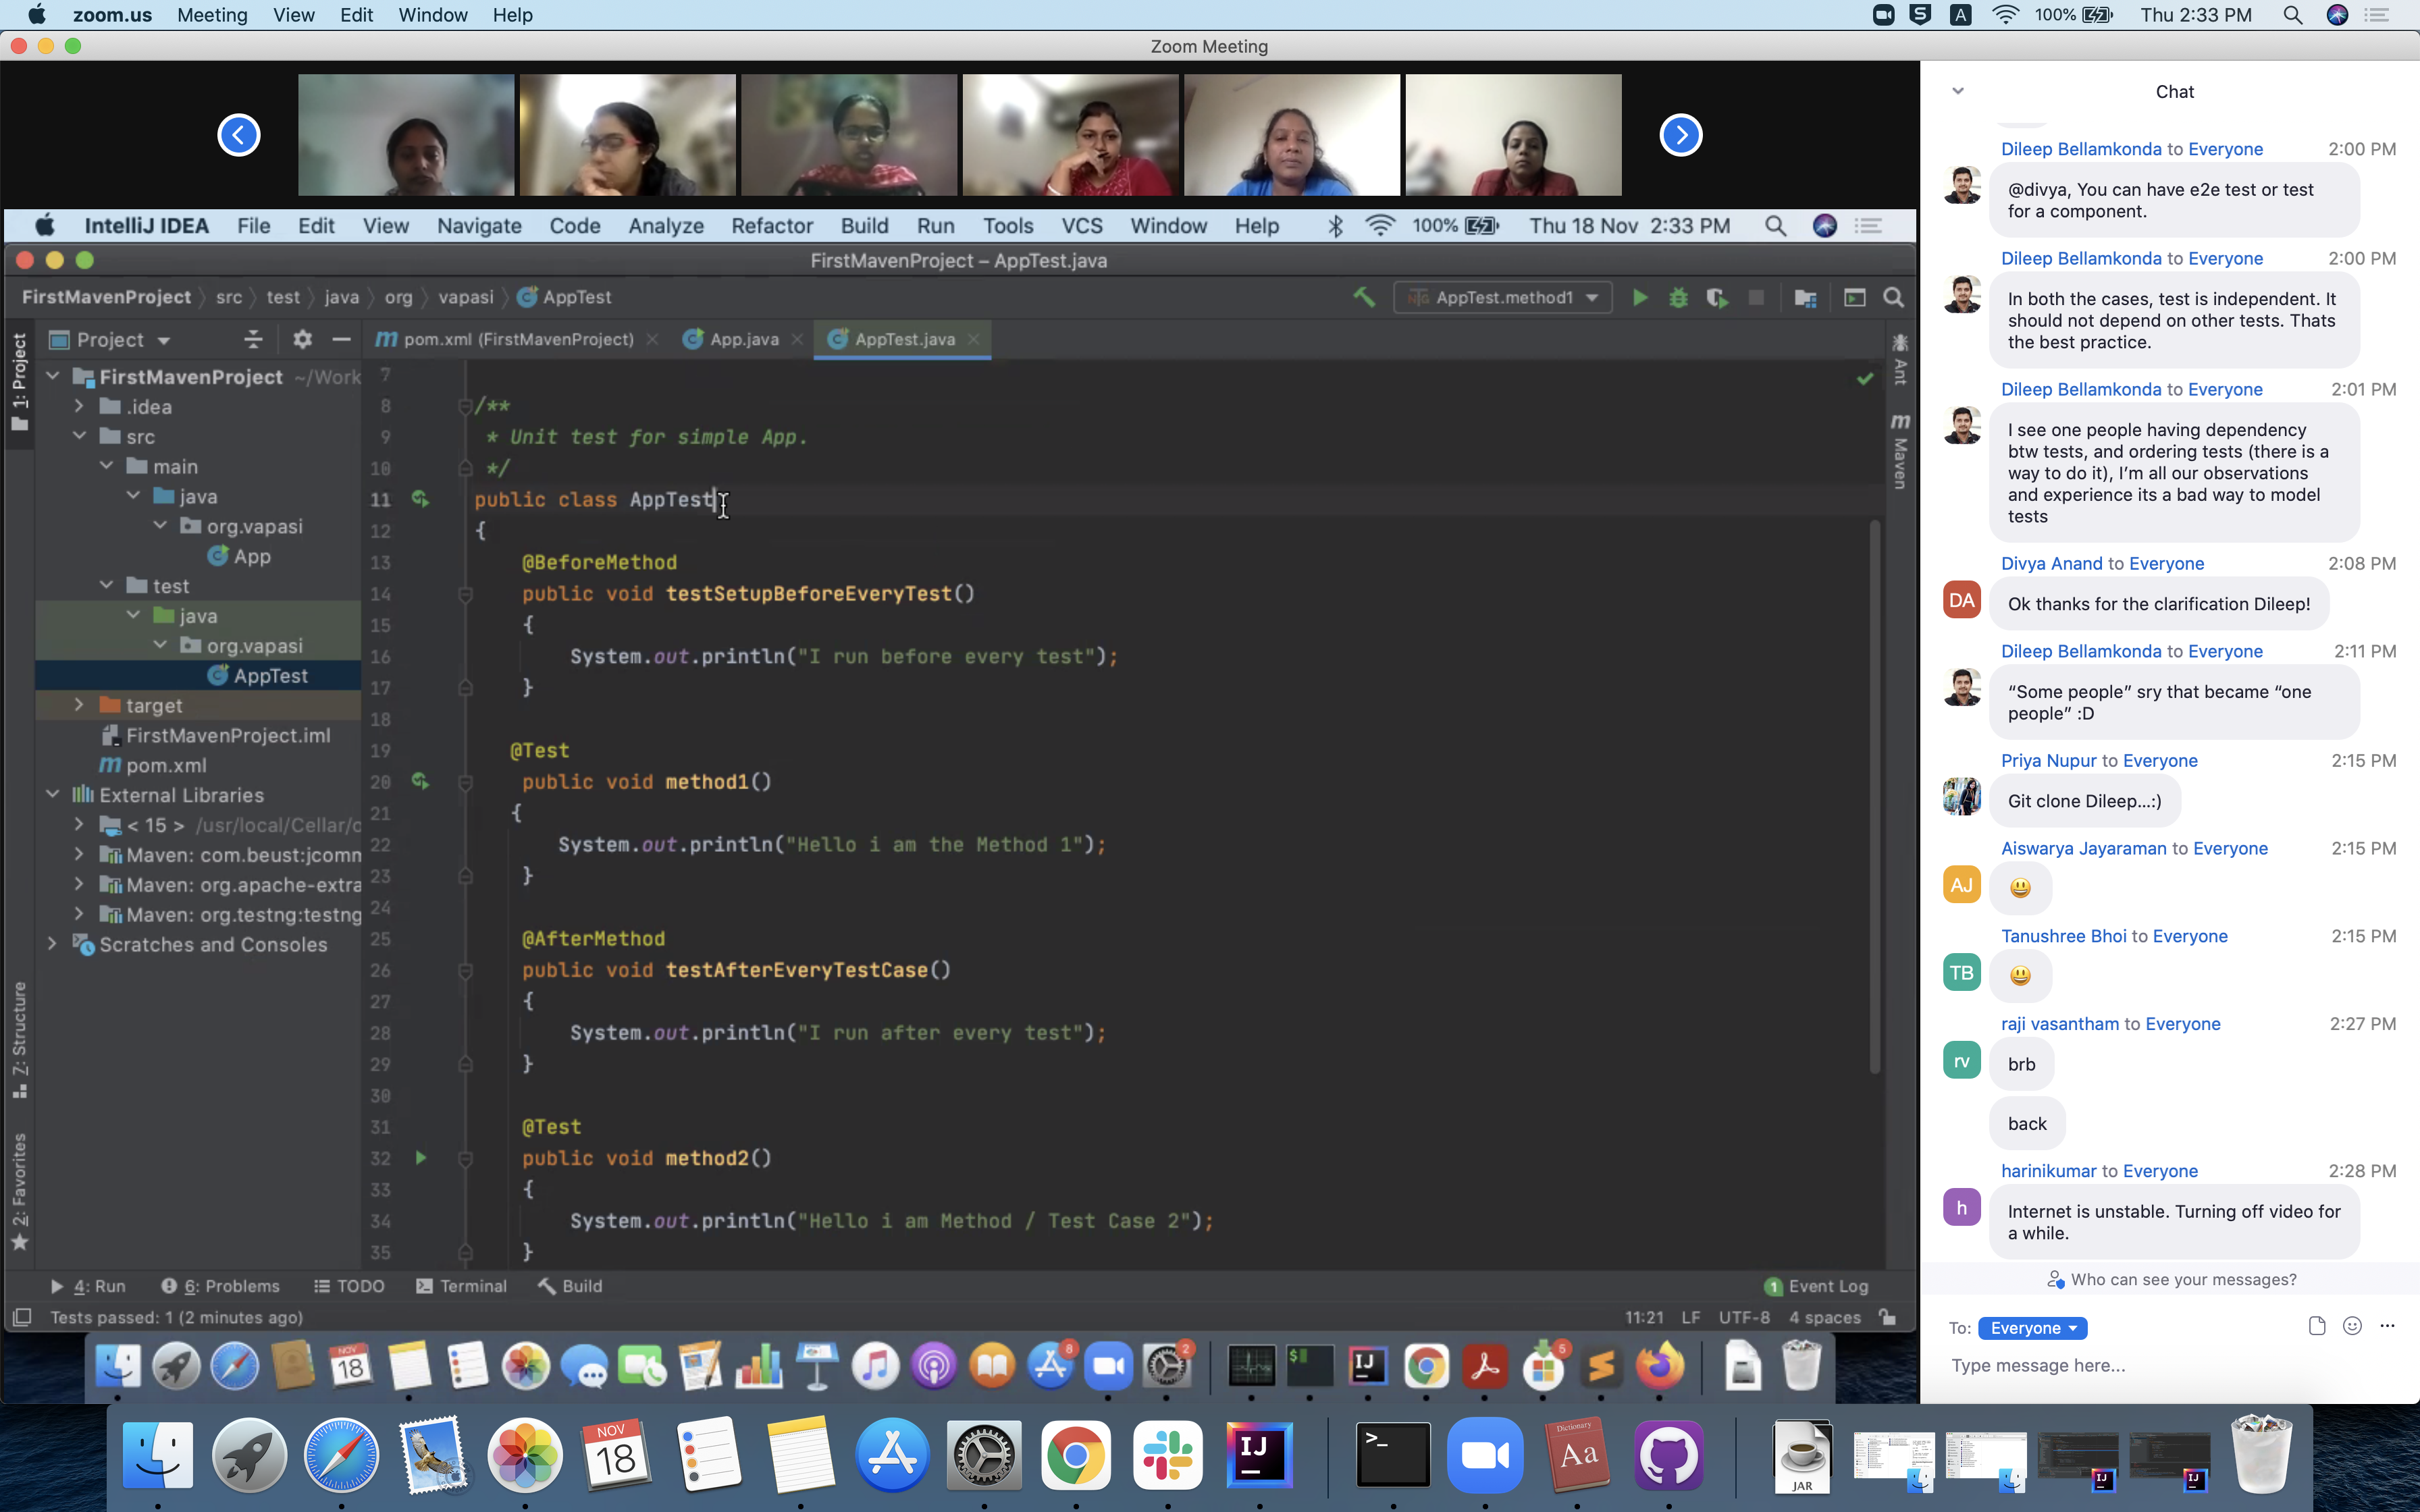 zoom.us Meeting View Edit Window Help
100% Thu 2:33 PM
Zoom Meeting
IntelliJ IDEA File Edit View Navigate Code Analyze Refactor Build Run Tools VCS Window Help
100% Thu 18 Nov 2:33 PM
FirstMavenProject – AppTest.java
FirstMavenProject src test java org vapasi AppTest
AppTest.method1
Project
pom.xml (FirstMavenProject)
App.java
AppTest.java
1: Project
Z: Structure
2: Favorites
FirstMavenProject ~/Work
.idea
src
main
java
org.vapasi
App
test
java
org.vapasi
AppTest
target
FirstMavenProject.iml
pom.xml
External Libraries
< 15 > /usr/local/Cellar/o
Maven: com.beust:jcomm
Maven: org.apache-extra
Maven: org.testng:testng
Scratches and Consoles
7
8 /**
9 * Unit test for simple App.
10 */
11 public class AppTest
12 {
13 @BeforeMethod
14 public void testSetupBeforeEveryTest()
15 {
16 System.out.println("I run before every test");
17 }
18
19 @Test
20 public void method1()
21 {
22 System.out.println("Hello i am the Method 1");
23 }
24
25 @AfterMethod
26 public void testAfterEveryTestCase()
27 {
28 System.out.println("I run after every test");
29 }
30
31 @Test
32 public void method2()
33 {
34 System.out.println("Hello i am Method / Test Case 2");
35 }
Ant
Maven
4: Run 6: Problems TODO Terminal Build
1 Event Log
Tests passed: 1 (2 minutes ago)
11:21 LF UTF-8 4 spaces
NOV
18
8
2
$
IJ
5
NOV
18
IJ
>_
Dictionary
Aa
JAR
IJ
IJ
Chat
Dileep Bellamkonda to Everyone 2:00 PM
@divya, You can have e2e test or test
for a component.
Dileep Bellamkonda to Everyone 2:00 PM
In both the cases, test is independent. It
should not depend on other tests. Thats
the best practice.
Dileep Bellamkonda to Everyone 2:01 PM
I see one people having dependency
btw tests, and ordering tests (there is a
way to do it), I'm all our observations
and experience its a bad way to model
tests
Divya Anand to Everyone 2:08 PM
DA
Ok thanks for the clarification Dileep!
Dileep Bellamkonda to Everyone 2:11 PM
“Some people” sry that became “one
people” :D
Priya Nupur to Everyone 2:15 PM
Git clone Dileep...:)
Aiswarya Jayaraman to Everyone 2:15 PM
AJ
😃
Tanushree Bhoi to Everyone 2:15 PM
TB
😃
raji vasantham to Everyone 2:27 PM
rv
brb
back
harinikumar to Everyone 2:28 PM
h
Internet is unstable. Turning off video for
a while.
Who can see your messages?
To: Everyone
Type message here...